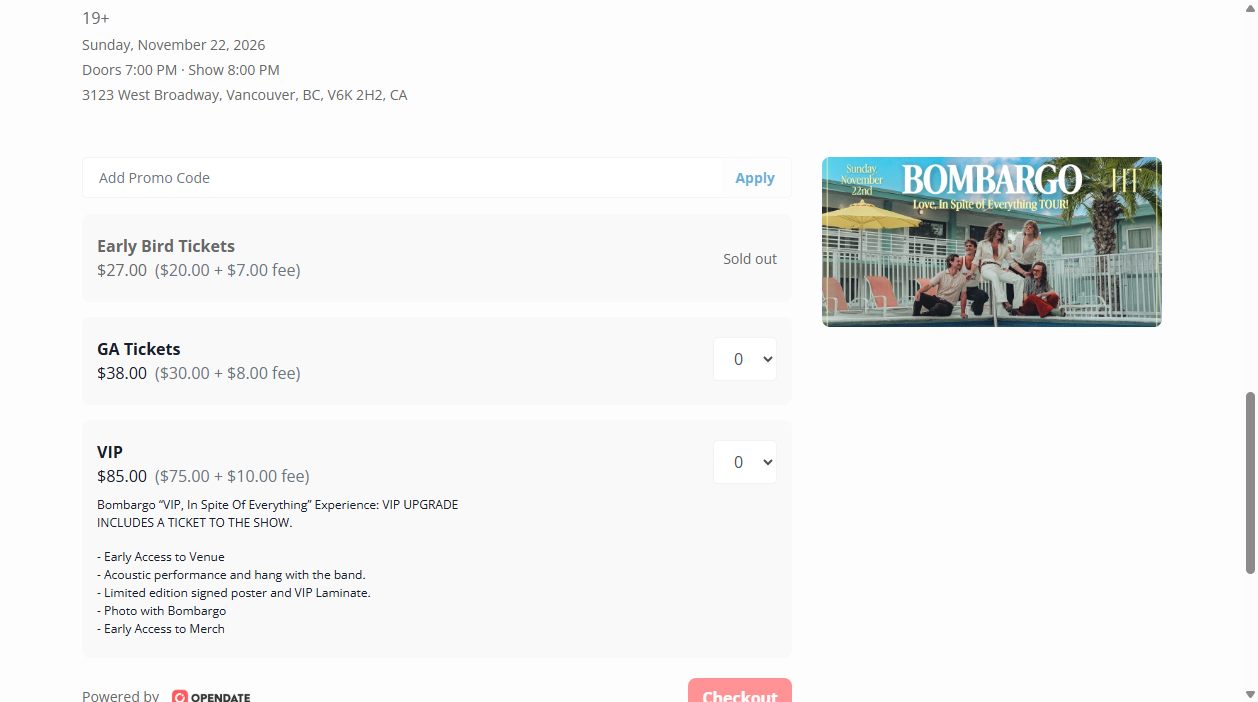 19+
Sunday, November 22, 2026
Doors 7:00 PM · Show 8:00 PM
3123 West Broadway, Vancouver, BC, V6K 2H2, CA
Add Promo Code
Apply
Sunday,
November
22nd
BOMBARGO
Love, In Spite of Everything TOUR!
Early Bird Tickets
$27.00 ($20.00 + $7.00 fee)
Sold out
GA Tickets
$38.00 ($30.00 + $8.00 fee)
0
VIP
$85.00 ($75.00 + $10.00 fee)
0
Bombargo “VIP, In Spite Of Everything” Experience: VIP UPGRADE
INCLUDES A TICKET TO THE SHOW.
- Early Access to Venue
- Acoustic performance and hang with the band.
- Limited edition signed poster and VIP Laminate.
- Photo with Bombargo
- Early Access to Merch
Powered by OPENDATE
Checkout